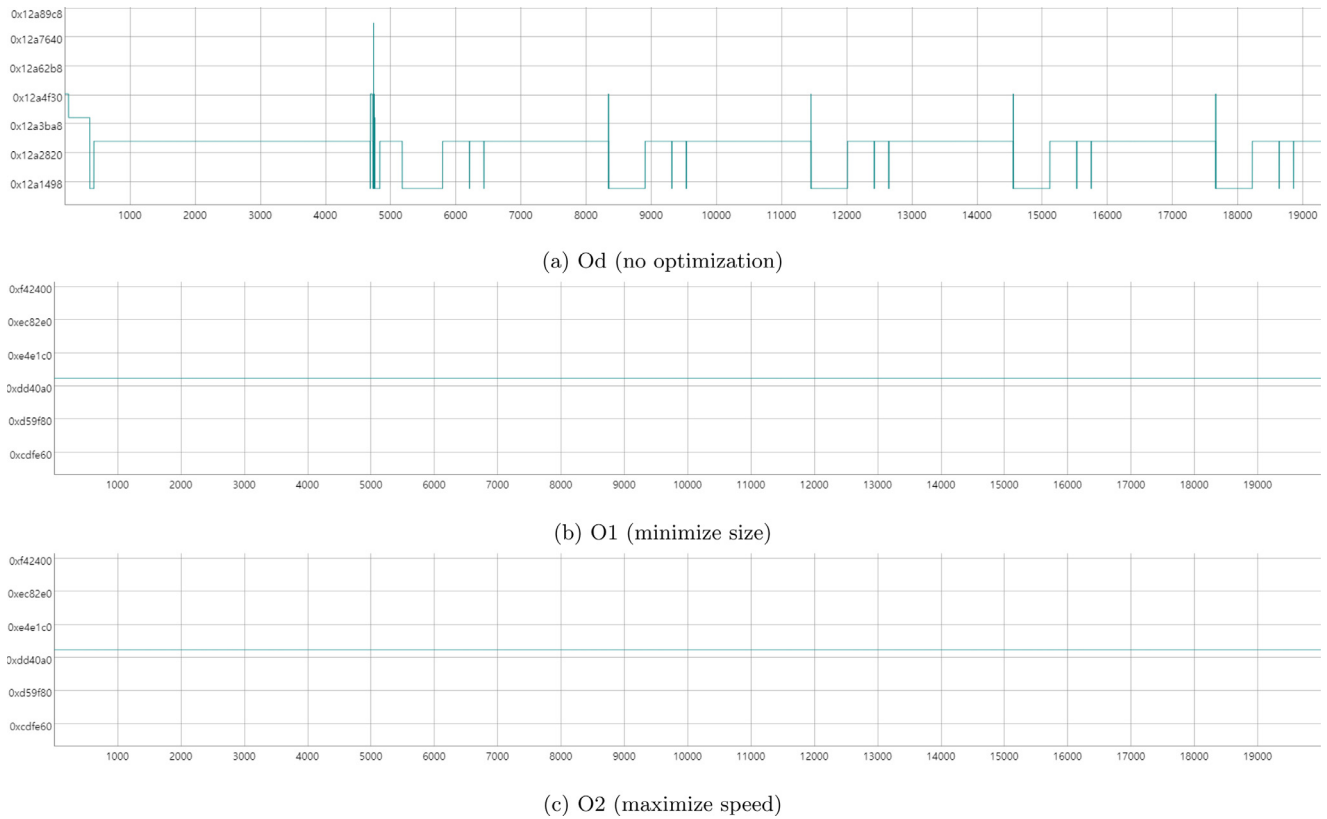 0x12a89c8
0x12a7640
0x12a62b8
0x12a4f30
0x12a3ba8
0x12a2820
0x12a1498
1000 2000 3000 4000 5000 6000 7000 8000 9000 10000 11000 12000 13000 14000 15000 16000 17000 18000 19000
(a) Od (no optimization)
0xf42400
0xec82e0
0xe4e1c0
0xdd40a0
0xd59f80
0xcdfe60
1000 2000 3000 4000 5000 6000 7000 8000 9000 10000 11000 12000 13000 14000 15000 16000 17000 18000 19000
(b) O1 (minimize size)
0xf42400
0xec82e0
0xe4e1c0
0xdd40a0
0xd59f80
0xcdfe60
1000 2000 3000 4000 5000 6000 7000 8000 9000 10000 11000 12000 13000 14000 15000 16000 17000 18000 19000
(c) O2 (maximize speed)